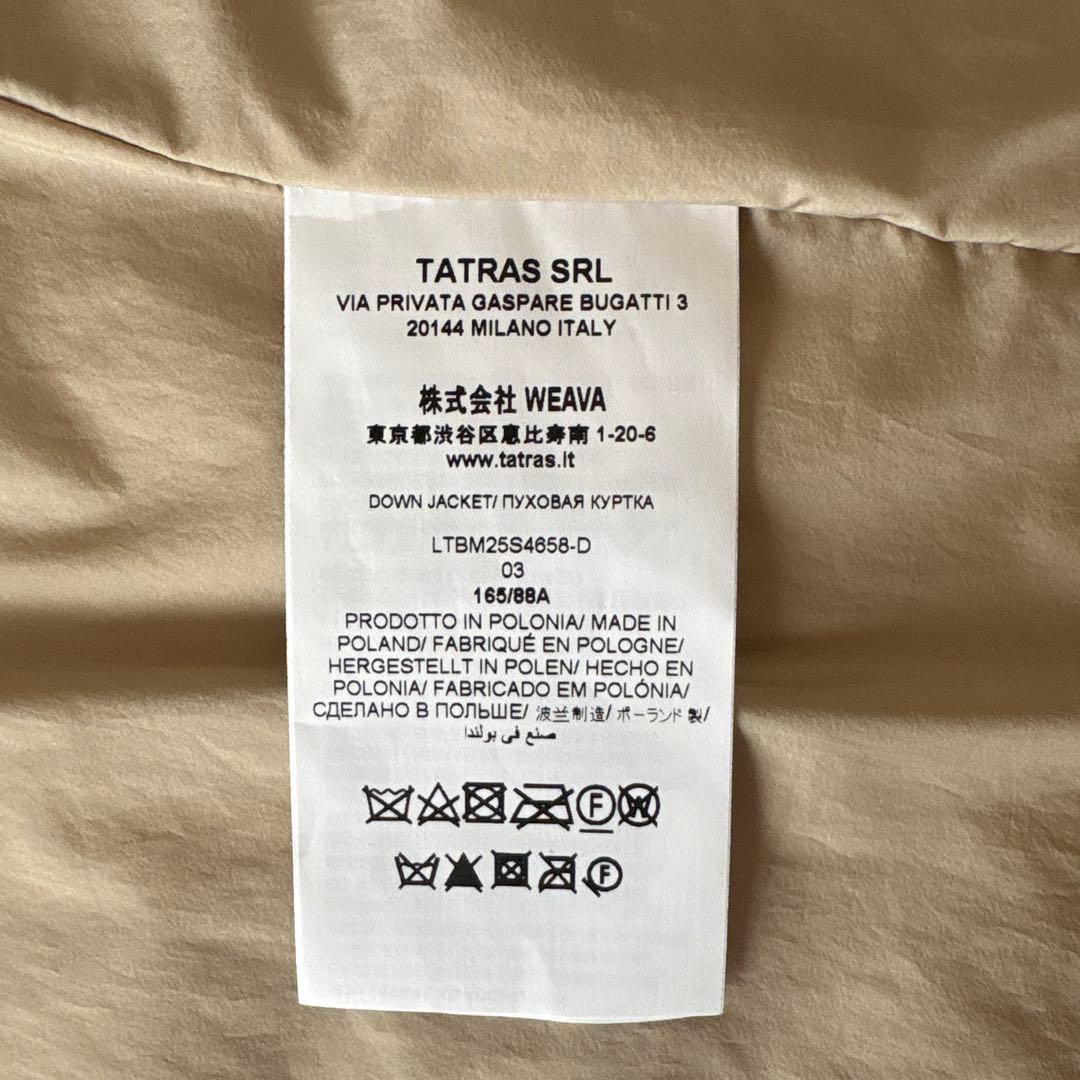 TATRAS SRL
VIA PRIVATA GASPARE BUGATTI 3
20144 MILANO ITALY
株式会社 WEAVA
東京都渋谷区恵比寿南 1-20-6
www.tatras.it
DOWN JACKET/ ПУХОВАЯ КУРТКА
LTBM25S4658-D
03
165/88A
PRODOTTO IN POLONIA/ MADE IN
POLAND/ FABRIQUÉ EN POLOGNE/
HERGESTELLT IN POLEN/ HECHO EN
POLONIA/ FABRICADO EM POLÓNIA/
СДЕЛАНО В ПОЛЬШЕ/ 波兰制造/ ポーランド製/
صنع في بولندا
F W
F